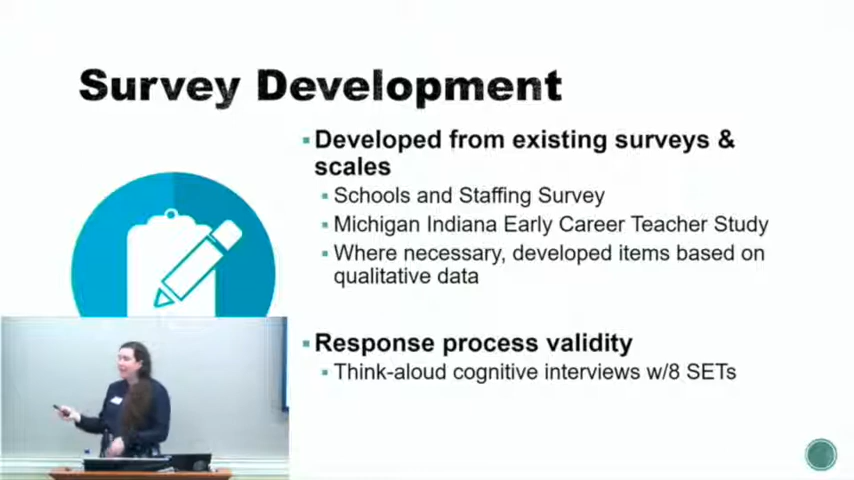 Survey Development
Developed from existing surveys &
scales
Schools and Staffing Survey
Michigan Indiana Early Career Teacher Study
Where necessary, developed items based on
qualitative data
Response process validity
Think-aloud cognitive interviews w/8 SETs